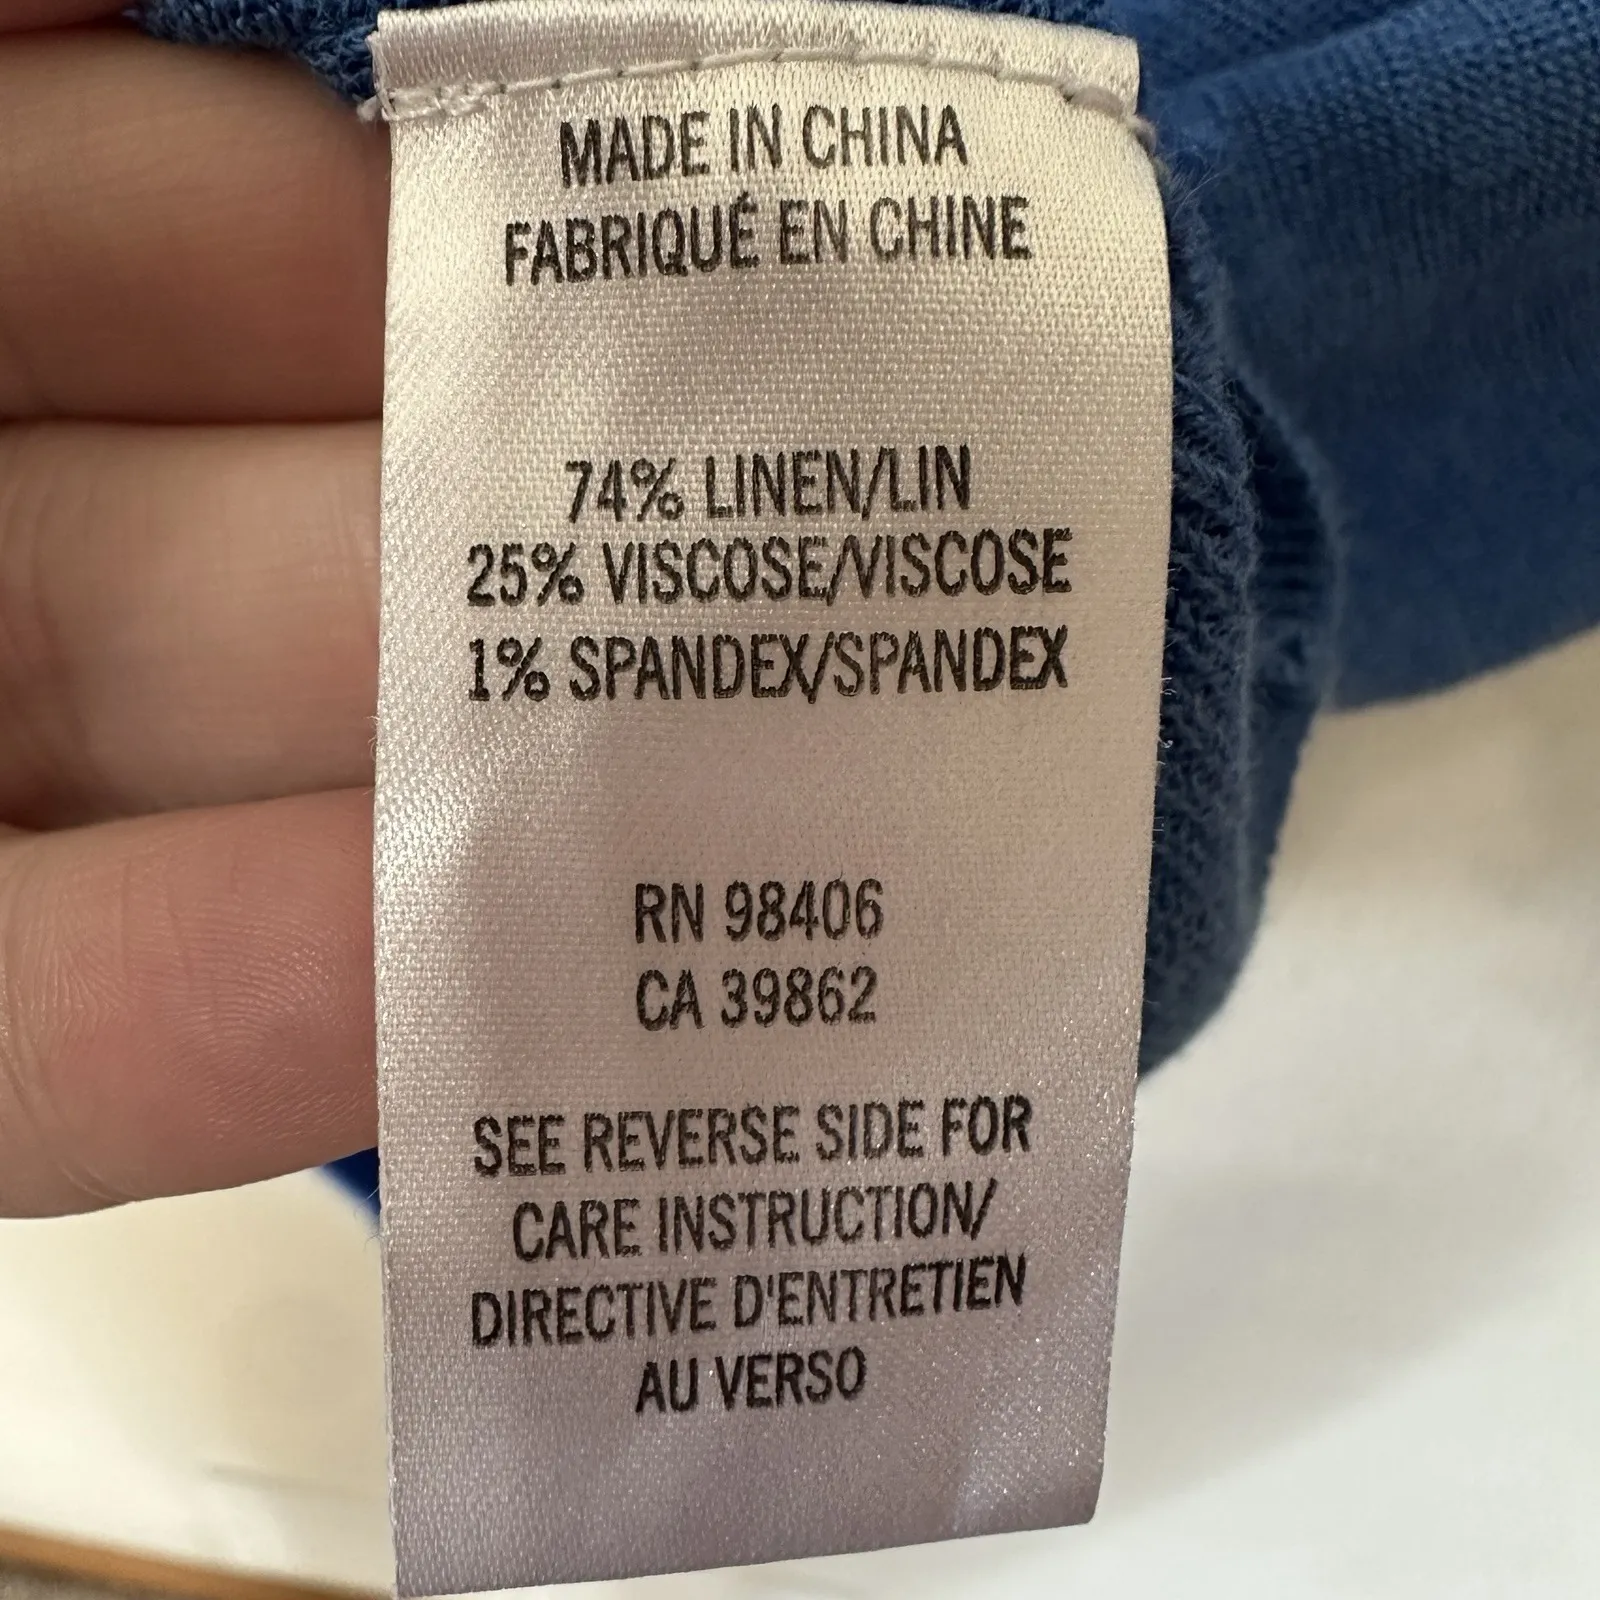 MADE IN CHINA
FABRIQUÉ EN CHINE
74% LINEN/LIN
25% VISCOSE/VISCOSE
1% SPANDEX/SPANDEX
RN 98406
CA 39862
SEE REVERSE SIDE FOR
CARE INSTRUCTION/
DIRECTIVE D'ENTRETIEN
AU VERSO